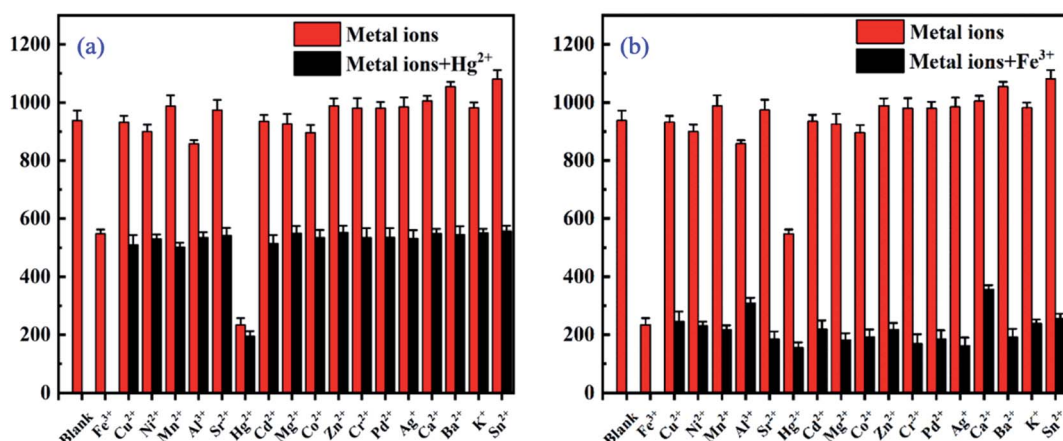 (a)
Metal ions
Metal ions+Hg²⁺
1200
1000
800
600
400
200
0
Blank
Fe³⁺
Cu²⁺
Ni²⁺
Mn²⁺
Al³⁺
Sr²⁺
Hg²⁺
Cd²⁺
Mg²⁺
Co²⁺
Zn²⁺
Cr²⁺
Pd²⁺
Ag⁺
Ca²⁺
Ba²⁺
K⁺
Sn²⁺
(b)
Metal ions
Metal ions+Fe³⁺
1200
1000
800
600
400
200
0
Blank
Fe³⁺
Cu²⁺
Ni²⁺
Mn²⁺
Al³⁺
Sr²⁺
Hg²⁺
Cd²⁺
Mg²⁺
Co²⁺
Zn²⁺
Cr²⁺
Pd²⁺
Ag⁺
Ca²⁺
Ba²⁺
K⁺
Sn²⁺